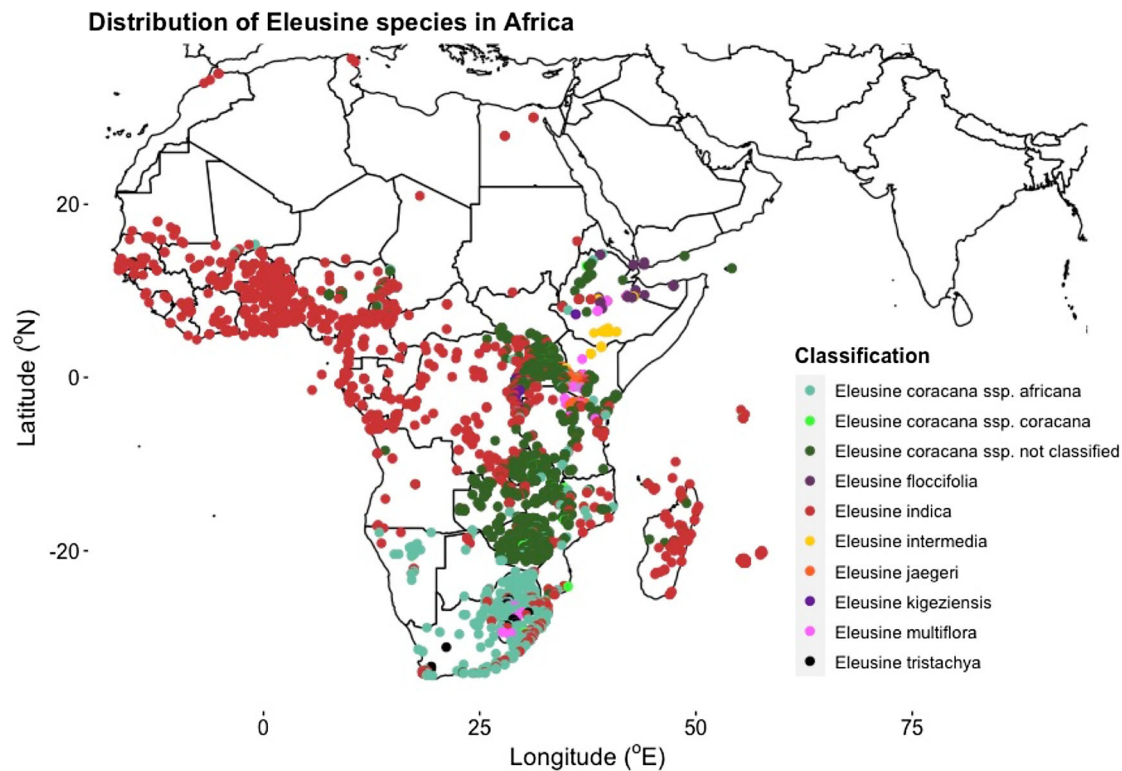 Distribution of Eleusine species in Africa
20
0
-20
Latitude (°N)
0
25
50
75
Longitude (°E)
Classification
Eleusine coracana ssp. africana
Eleusine coracana ssp. coracana
Eleusine coracana ssp. not classified
Eleusine floccifolia
Eleusine indica
Eleusine intermedia
Eleusine jaegeri
Eleusine kigeziensis
Eleusine multiflora
Eleusine tristachya